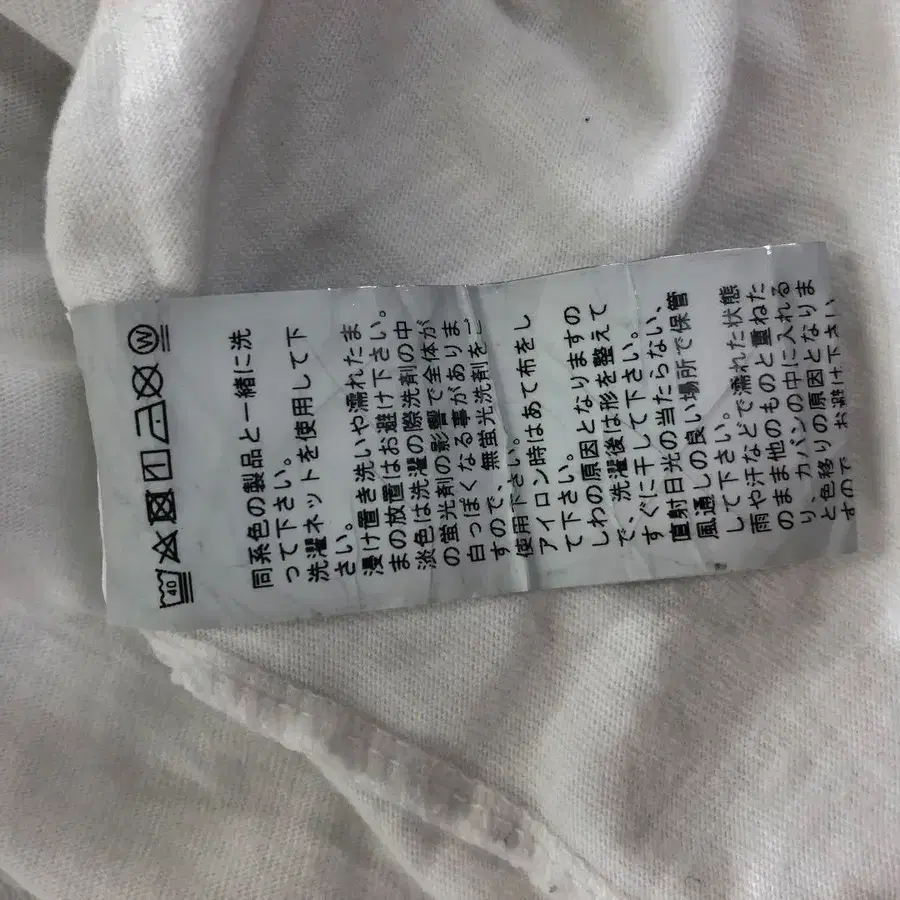 40 W
同系色の製品と一緒に洗
って下さい。
洗濯ネットを使用して下
さい。
浸け置き洗いや濡れたま
まの放置はお避け下さい。
淡色は洗濯の際洗剤の中
の蛍光剤の影響で全体が
白っぽくなる事がありま
すので、無蛍光洗剤をご
使用下さい。
アイロン時はあて布をし
て下さい。
しわの原因となりますの
で、洗濯後は形を整えて
すぐに干して下さい。
直射日光の当たらない、
風通しの良い場所で保管
して下さい。
雨や汗などで濡れた状態
のまま他のものと重ねた
り、カバンの中に入れる
と色移りの原因となりま
すので、お避け下さい、